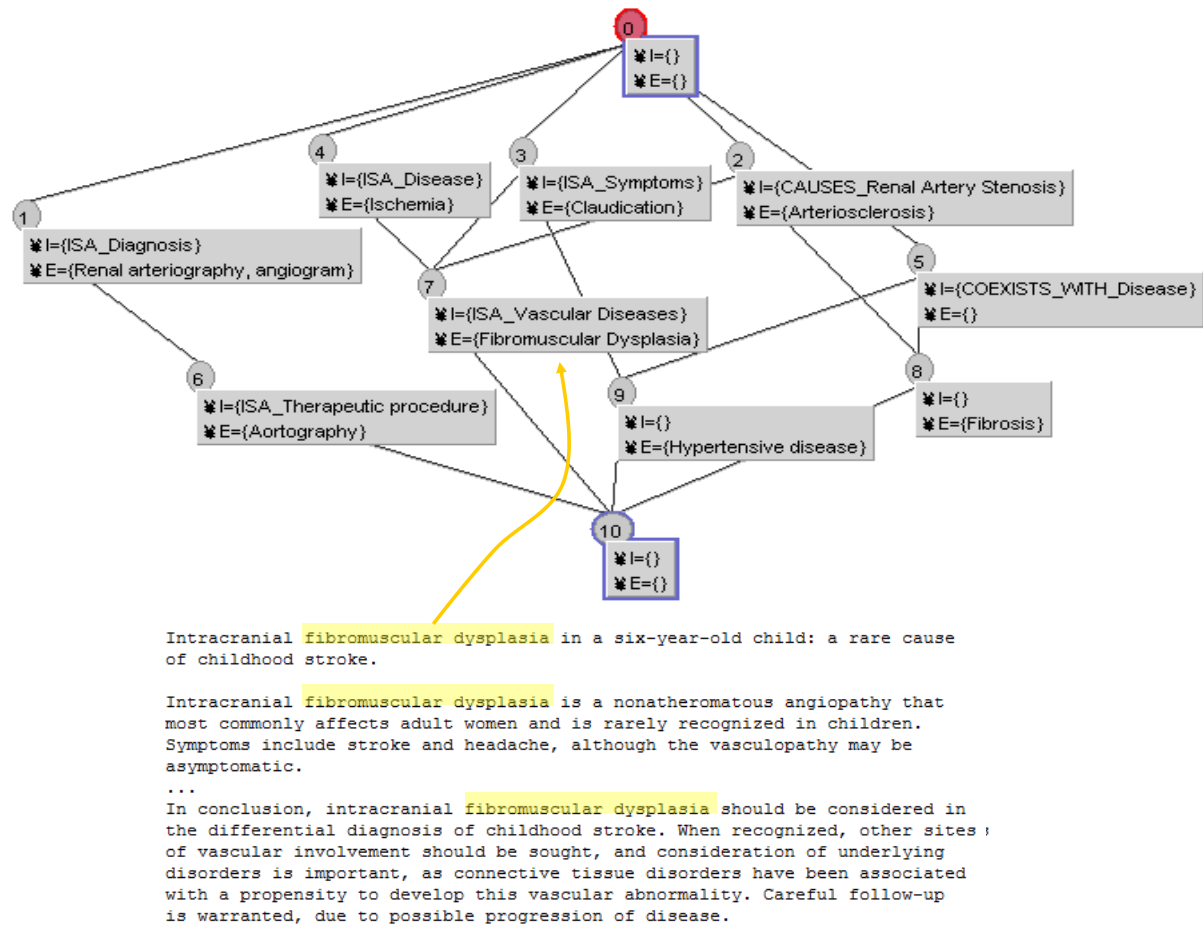 0
¥ I={}
¥ E={}
4
¥ I={ISA_Disease}
¥ E={Ischemia}
3
¥ I={ISA_Symptoms}
¥ E={Claudication}
2
¥ I={CAUSES_Renal Artery Stenosis}
¥ E={Arteriosclerosis}
1
¥ I={ISA_Diagnosis}
¥ E={Renal arteriography, angiogram}
5
¥ I={COEXISTS_WITH_Disease}
¥ E={}
7
¥ I={ISA_Vascular Diseases}
¥ E={Fibromuscular Dysplasia}
6
¥ I={ISA_Therapeutic procedure}
¥ E={Aortography}
9
¥ I={}
¥ E={Hypertensive disease}
8
¥ I={}
¥ E={Fibrosis}
10
¥ I={}
¥ E={}
Intracranial fibromuscular dysplasia in a six-year-old child: a rare cause
of childhood stroke.
Intracranial fibromuscular dysplasia is a nonatheromatous angiopathy that
most commonly affects adult women and is rarely recognized in children.
Symptoms include stroke and headache, although the vasculopathy may be
asymptomatic.
...
In conclusion, intracranial fibromuscular dysplasia should be considered in
the differential diagnosis of childhood stroke. When recognized, other sites
of vascular involvement should be sought, and consideration of underlying
disorders is important, as connective tissue disorders have been associated
with a propensity to develop this vascular abnormality. Careful follow-up
is warranted, due to possible progression of disease.